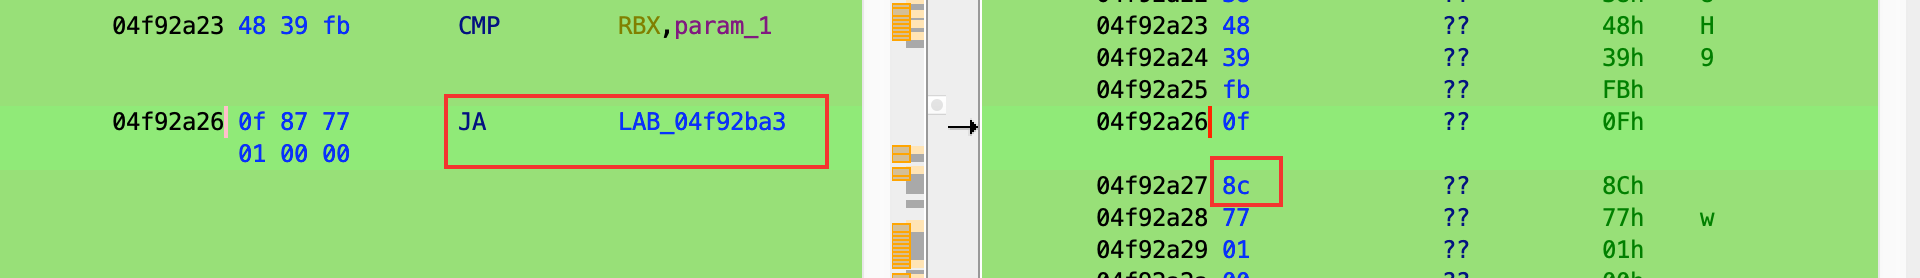 04f92a23 48 39 fb CMP RBX,param_1
04f92a26 0f 87 77 JA LAB_04f92ba3
01 00 00
04f92a23 48 ?? 48h H
04f92a24 39 ?? 39h 9
04f92a25 fb ?? FBh
04f92a26 0f ?? 0Fh
04f92a27 8c ?? 8Ch
04f92a28 77 ?? 77h w
04f92a29 01 ?? 01h